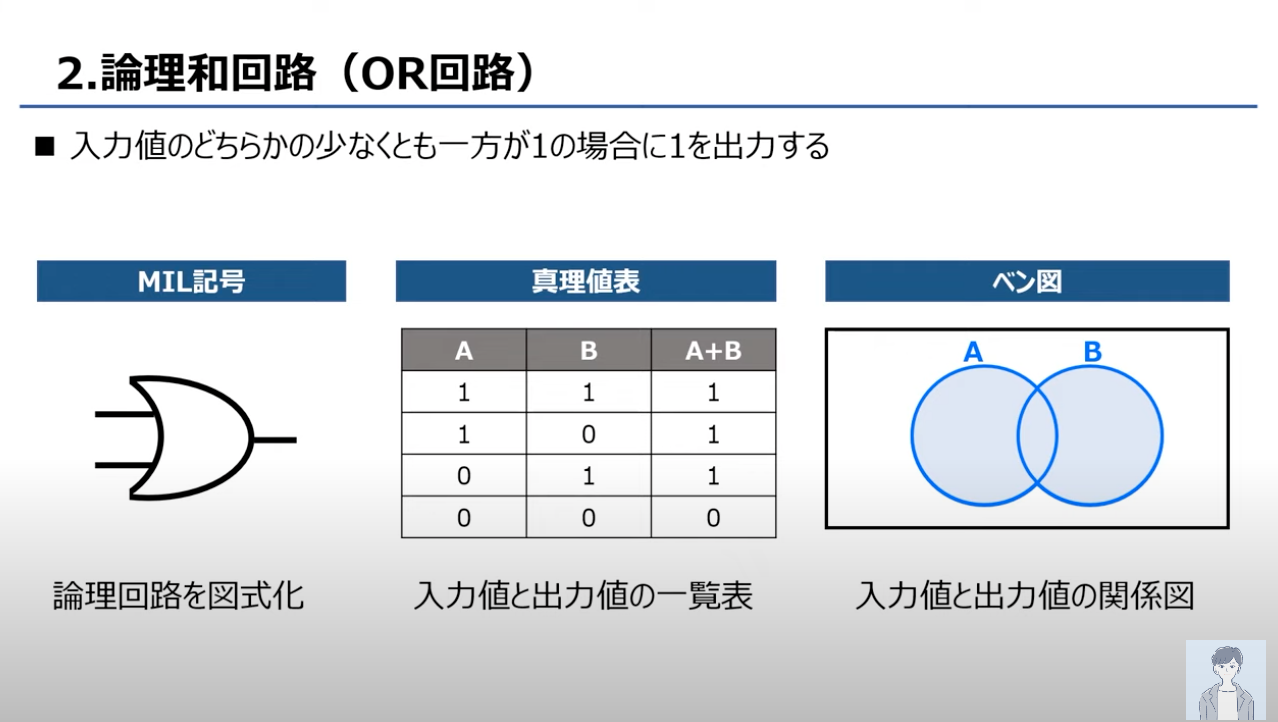 2.論理和回路（OR回路）
■ 入力値のどちらかの少なくとも一方が1の場合に1を出力する
MIL記号
真理値表
ベン図
A B A+B
1 1 1
1 0 1
0 1 1
0 0 0
A B
論理回路を図式化
入力値と出力値の一覧表
入力値と出力値の関係図